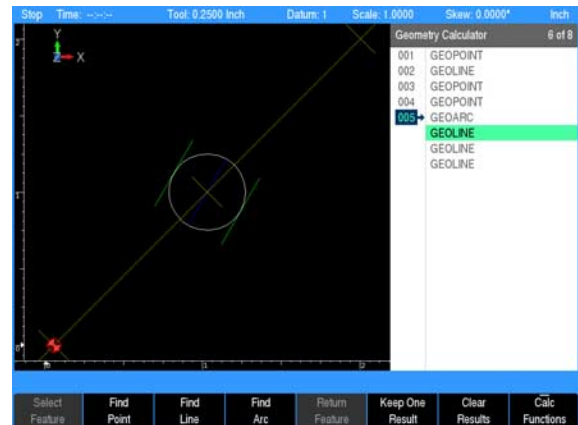 Stop Time: --:--:-- Tool: 0.2500 Inch Datum: 1 Scale: 1.0000 Skew: 0.0000° Inch
Geometry Calculator 6 of 8
Y
Z X
001 GEOPOINT
002 GEOLINE
003 GEOPOINT
004 GEOPOINT
005 GEOARC
GEOLINE
GEOLINE
GEOLINE
2
1
0
0 1 2
Select Feature
Find Point
Find Line
Find Arc
Return Feature
Keep One Result
Clear Results
Calc Functions